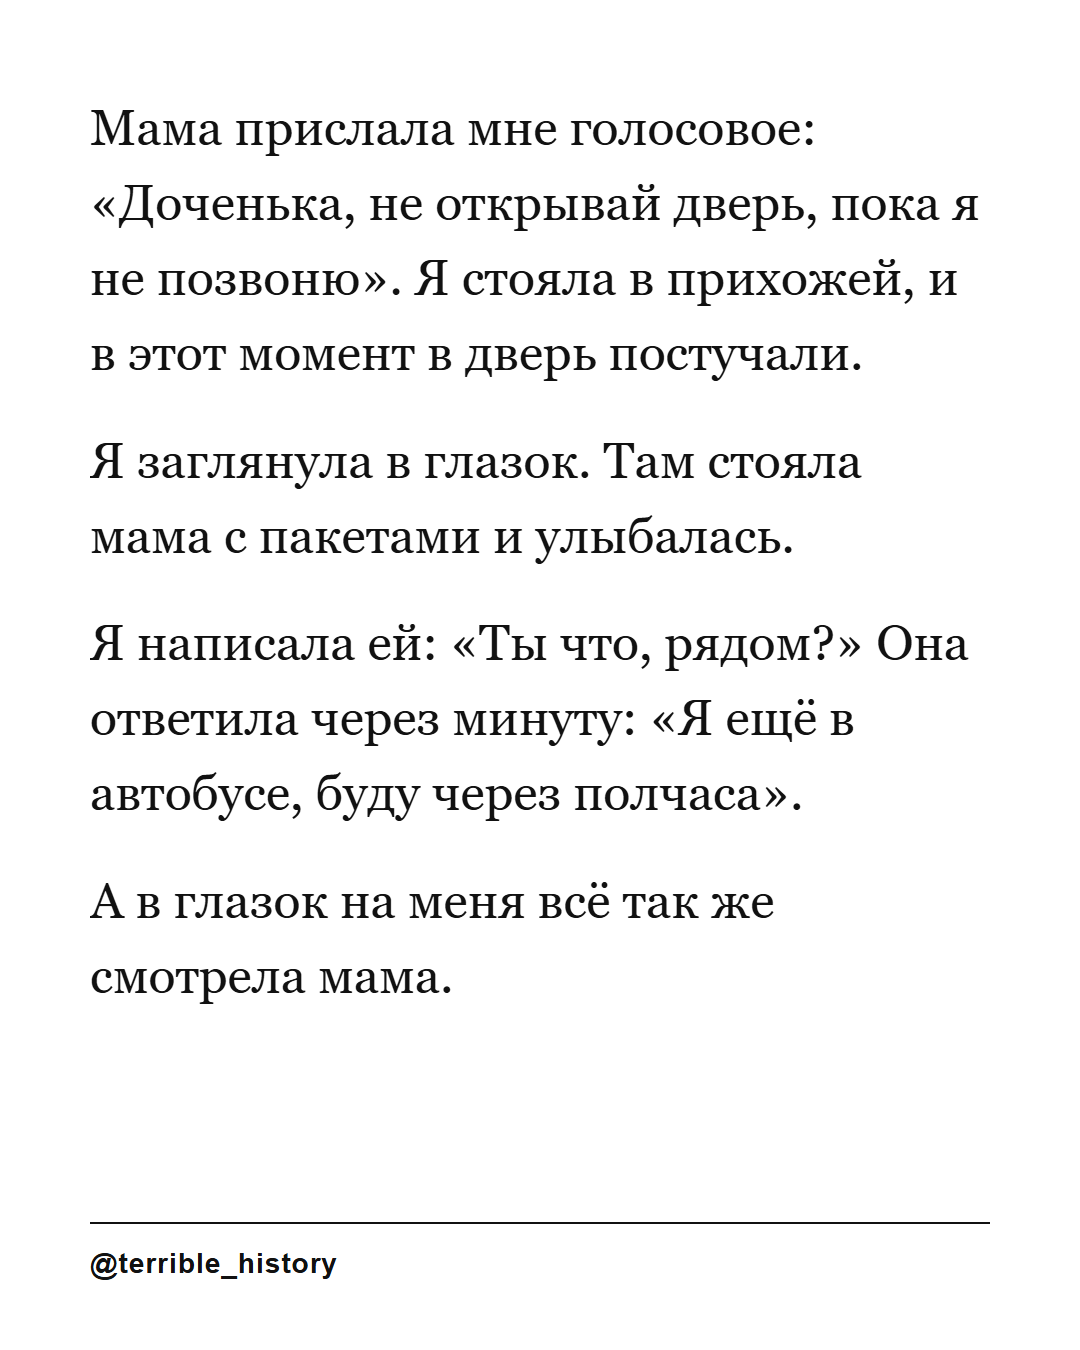 Мама прислала мне голосовое:
«Доченька, не открывай дверь, пока я
не позвоню». Я стояла в прихожей, и
в этот момент в дверь постучали.
Я заглянула в глазок. Там стояла
мама с пакетами и улыбалась.
Я написала ей: «Ты что, рядом?» Она
ответила через минуту: «Я ещё в
автобусе, буду через полчаса».
А в глазок на меня всё так же
смотрела мама.
@terrible_history